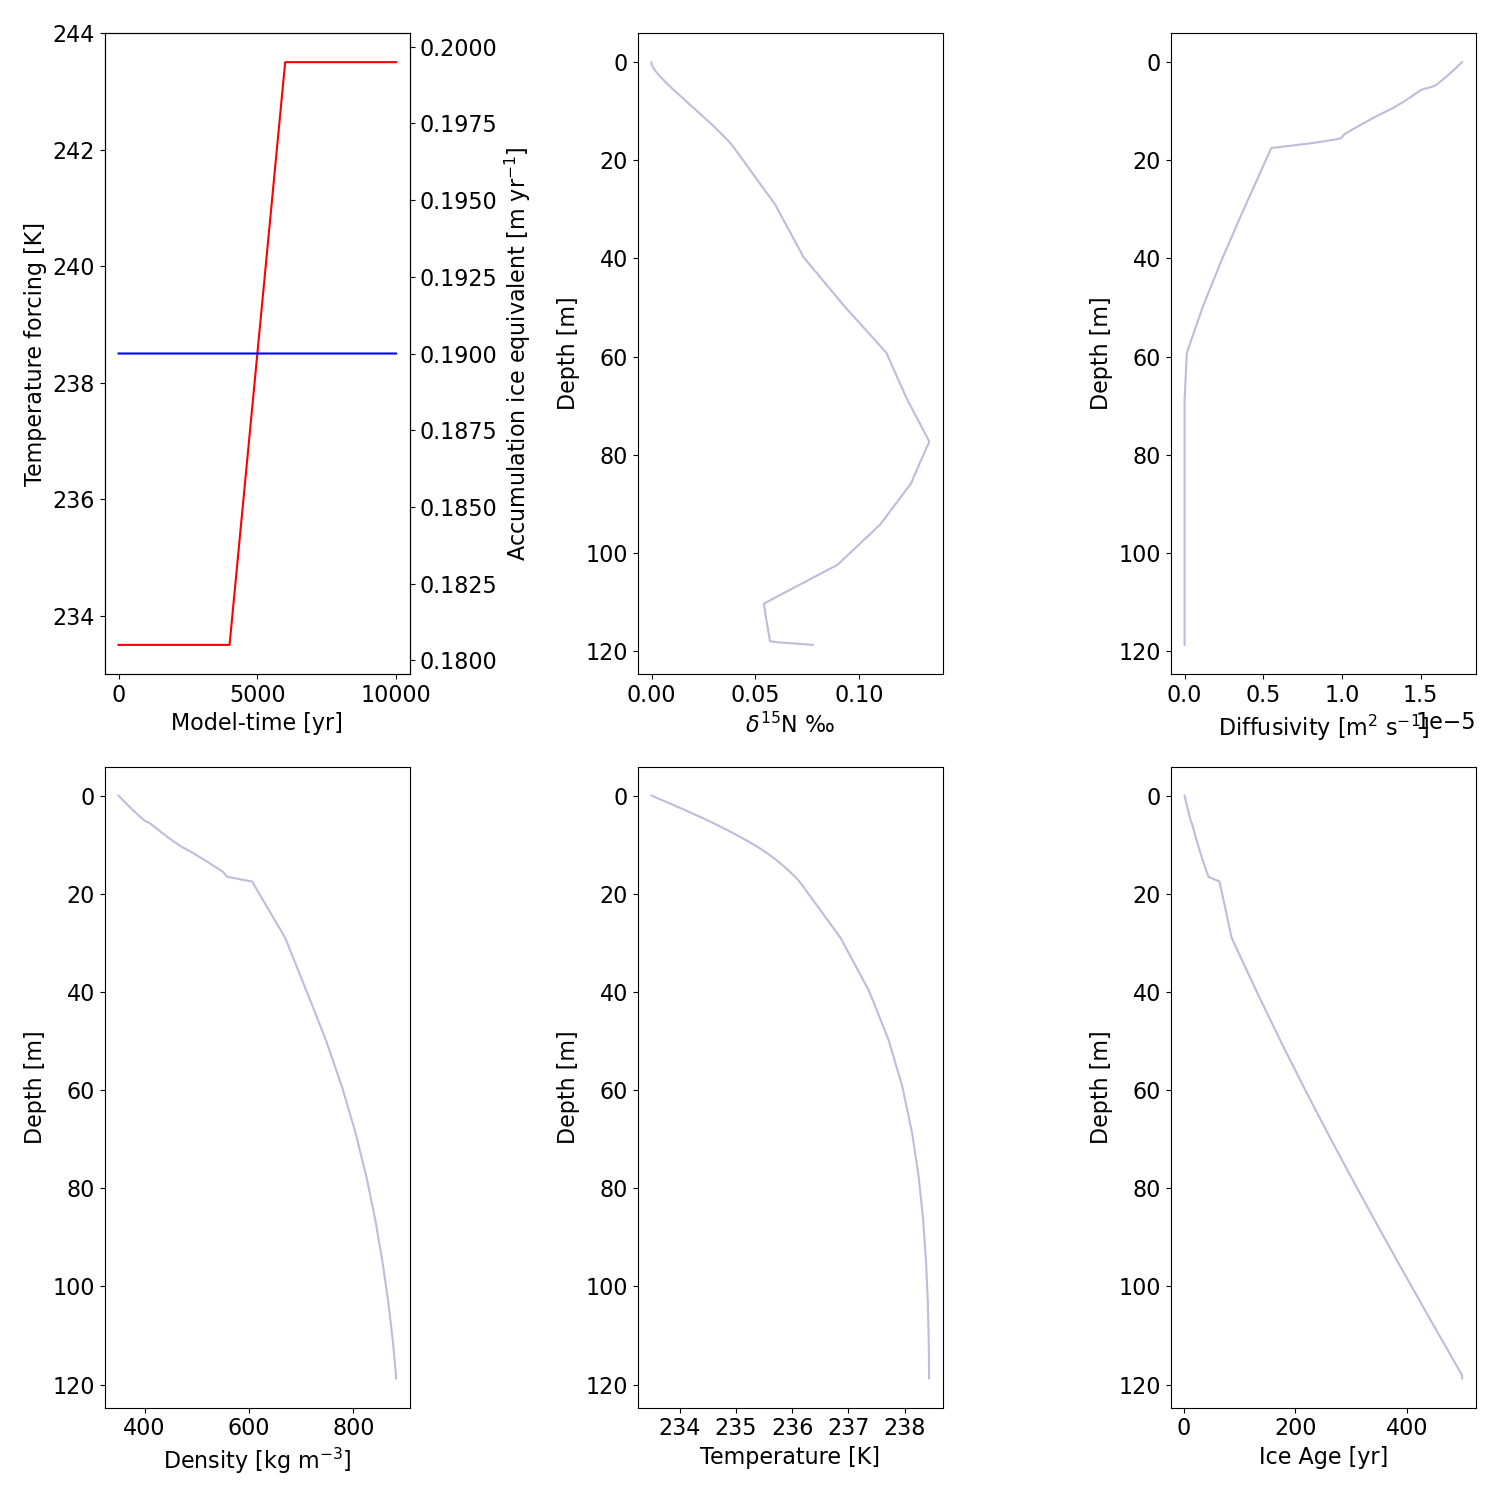 244
242
240
238
236
234
Temperature forcing [K]
0 5000 10000
Model-time [yr]
0.2000
0.1975
0.1950
0.1925
0.1900
0.1875
0.1850
0.1825
0.1800
Accumulation ice equivalent [m yr⁻¹]
0
20
40
60
80
100
120
Depth [m]
0.00 0.05 0.10
δ¹⁵N ‰
0
20
40
60
80
100
120
Depth [m]
0.0 0.5 1.0 1.5
Diffusivity [m² s⁻¹]
1e−5
0
20
40
60
80
100
120
Depth [m]
400 600 800
Density [kg m⁻³]
0
20
40
60
80
100
120
Depth [m]
234 235 236 237 238
Temperature [K]
0
20
40
60
80
100
120
Depth [m]
0 200 400
Ice Age [yr]